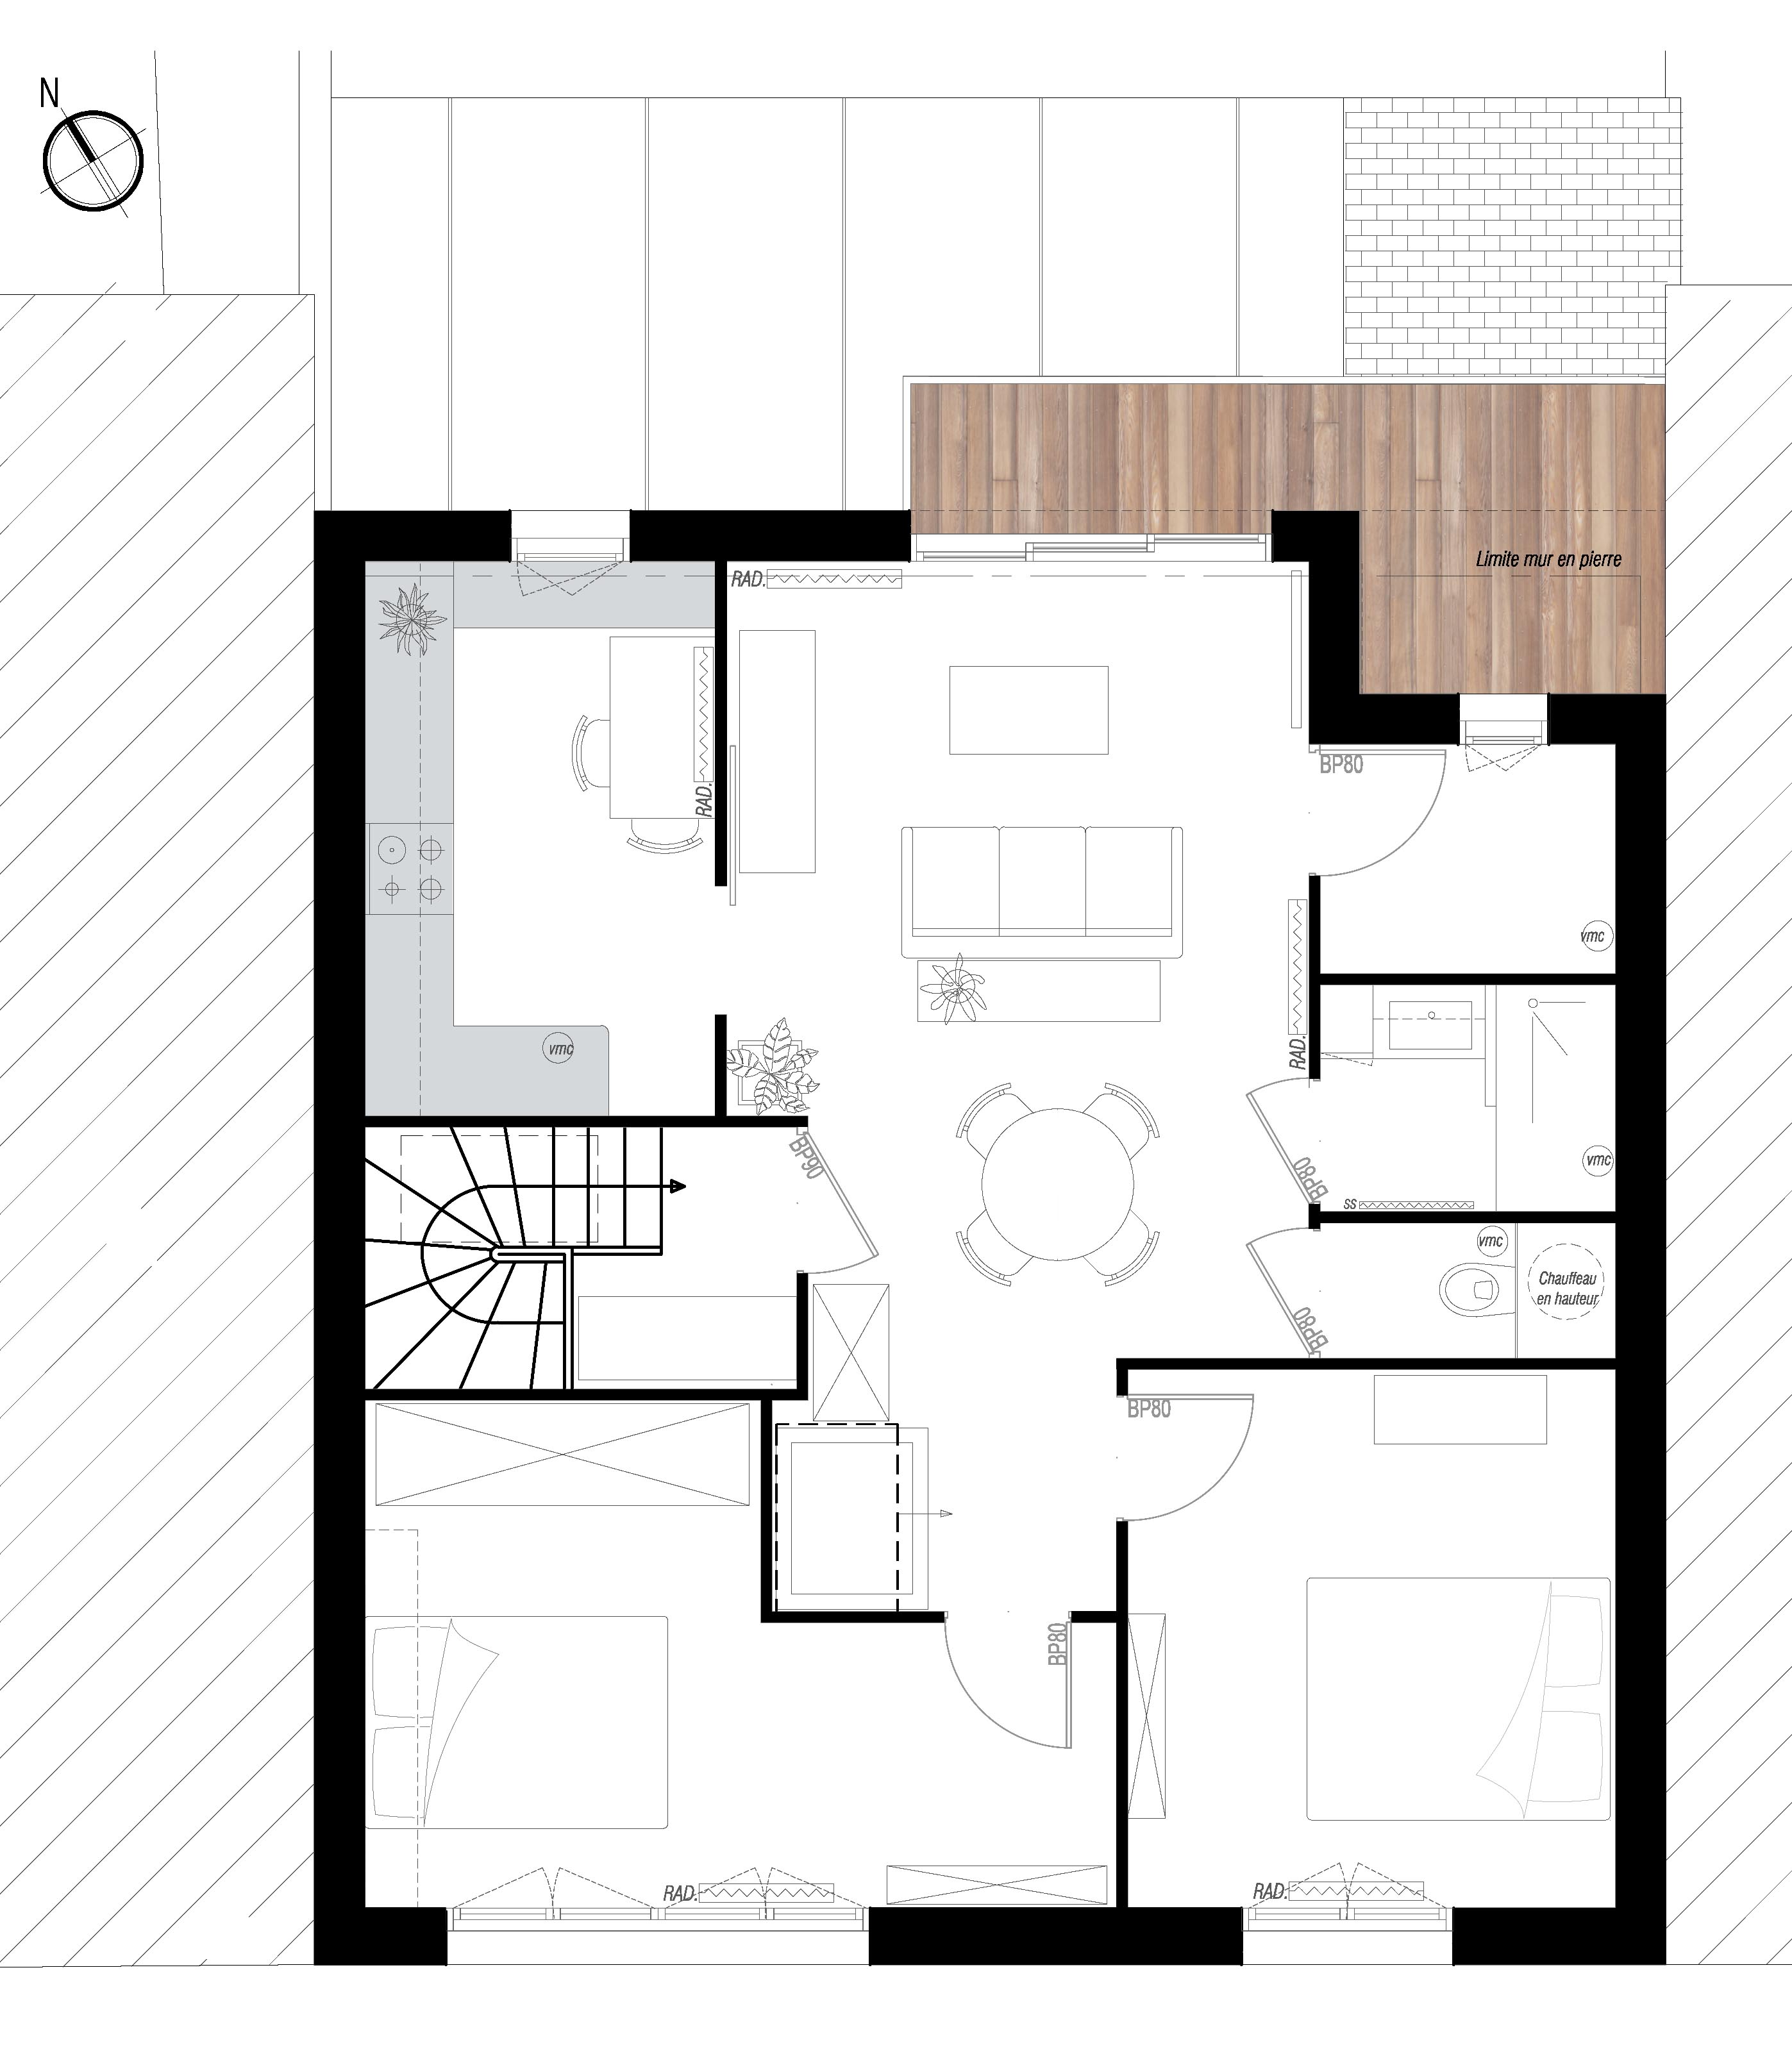 N
Limite mur en pierre
RAD.
BP80
RAD.
vmc
vmc
RAD.
BP90
BP80
vmc
ss
vmc
Chauffeau
en hauteur
BP80
BP80
BP80
RAD.
RAD.